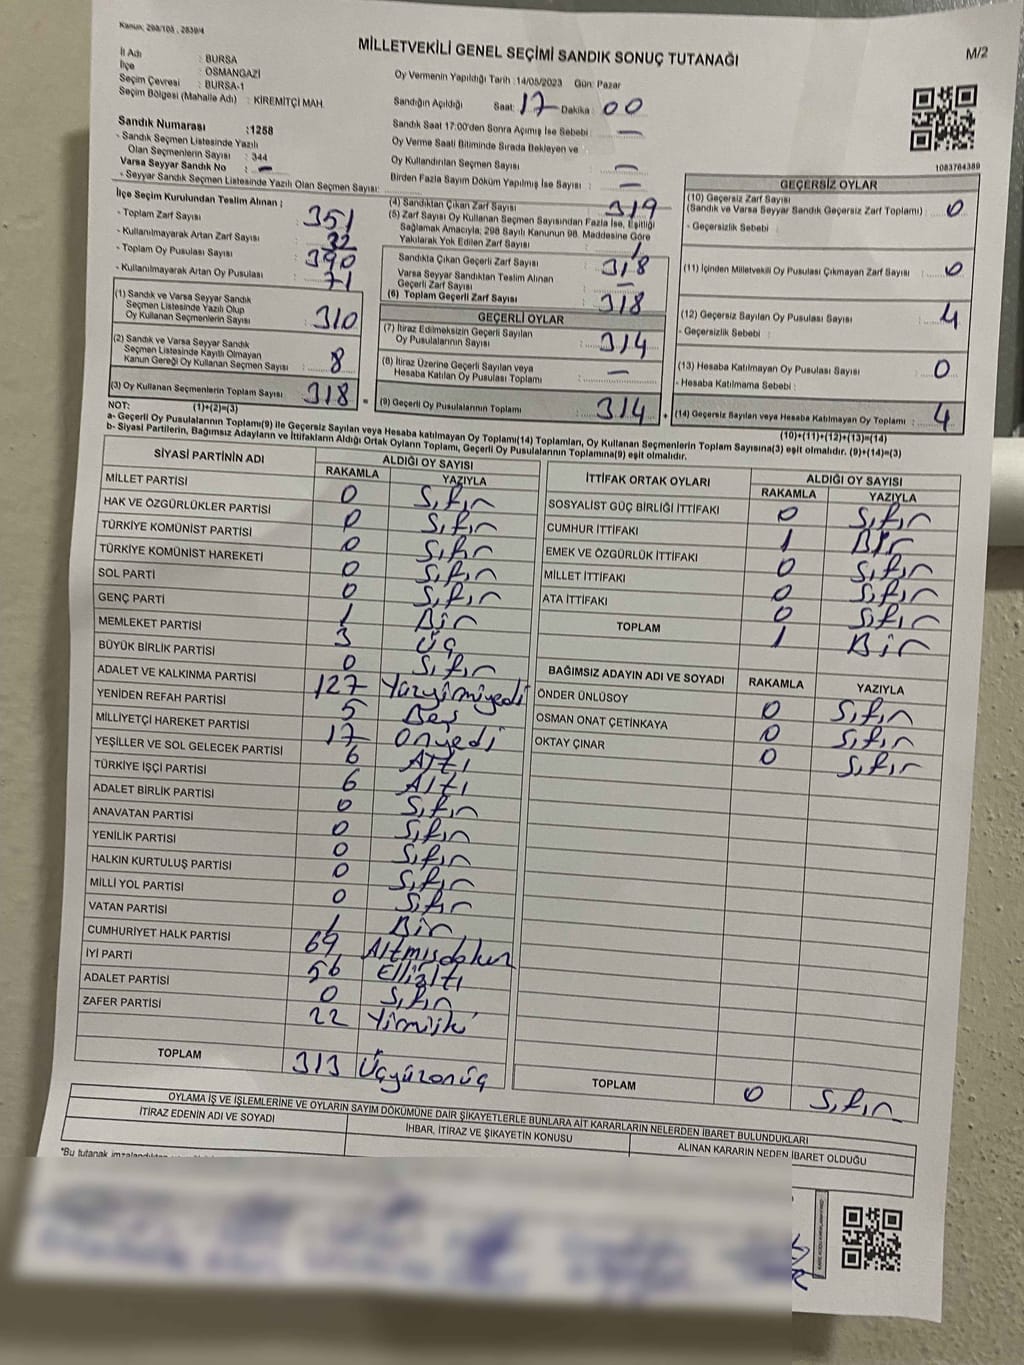 Kanun: 298/105 , 2839/4
MİLLETVEKİLİ GENEL SEÇİMİ SANDIK SONUÇ TUTANAĞI
M/2
İl Adı : BURSA
İlçe : OSMANGAZİ
Seçim Çevresi : BURSA-1
Seçim Bölgesi (Mahalle Adı) : KİREMİTÇİ MAH.
Oy Vermenin Yapıldığı Tarih :14/05/2023 Gün: Pazar
Sandığın Açıldığı Saat: 17 Dakika : 00
Sandık Saat 17:00'den Sonra Açılmış İse Sebebi : —
Oy Verme Saati Bitiminde Sırada Bekleyen ve
Oy Kullandırılan Seçmen Sayısı : —
Birden Fazla Sayım Döküm Yapılmış İse Sayısı : —
Sandık Numarası :1258
- Sandık Seçmen Listesinde Yazılı
Olan Seçmenlerin Sayısı : 344
Varsa Seyyar Sandık No : —
- Seyyar Sandık Seçmen Listesinde Yazılı Olan Seçmen Sayısı:
1083764389
İlçe Seçim Kurulundan Teslim Alınan ;
- Toplam Zarf Sayısı : 351
- Kullanılmayarak Artan Zarf Sayısı : 32
- Toplam Oy Pusulası Sayısı : 390
- Kullanılmayarak Artan Oy Pusulası : 71
(1) Sandık ve Varsa Seyyar Sandık
Seçmen Listesinde Yazılı Olup
Oy Kullanan Seçmenlerin Sayısı : 310
(2) Sandık ve Varsa Seyyar Sandık
Seçmen Listesinde Kayıtlı Olmayan
Kanun Gereği Oy Kullanan Seçmen Sayısı : 8
(3) Oy Kullanan Seçmenlerin Toplam Sayısı : 318
(4) Sandıktan Çıkan Zarf Sayısı : 319
(5) Zarf Sayısı Oy Kullanan Seçmen Sayısından Fazla İse, Eşitliği
Sağlamak Amacıyla; 298 Sayılı Kanunun 98. Maddesine Göre
Yakılarak Yok Edilen Zarf Sayısı : 1
Sandıkta Çıkan Geçerli Zarf Sayısı : 318
Varsa Seyyar Sandıktan Teslim Alınan
Geçerli Zarf Sayısı : —
(6) Toplam Geçerli Zarf Sayısı : 318
GEÇERLİ OYLAR
(7) İtiraz Edilmeksizin Geçerli Sayılan
Oy Pusulalarının Sayısı : 314
(8) İtiraz Üzerine Geçerli Sayılan veya
Hesaba Katılan Oy Pusulası Toplamı : —
= (9) Geçerli Oy Pusulalarının Toplamı : 314
GEÇERSİZ OYLAR
(10) Geçersiz Zarf Sayısı
(Sandık ve Varsa Seyyar Sandık Geçersiz Zarf Toplamı) : 0
- Geçersizlik Sebebi :
(11) İçinden Milletvekili Oy Pusulası Çıkmayan Zarf Sayısı : 0
(12) Geçersiz Sayılan Oy Pusulası Sayısı : 4
- Geçersizlik Sebebi :
(13) Hesaba Katılmayan Oy Pusulası Sayısı : 0
- Hesaba Katılmama Sebebi :
+ (14) Geçersiz Sayılan veya Hesaba Katılmayan Oy Toplamı : 4
NOT: (1)+(2)=(3)
(10)+(11)+(12)+(13)=(14)
a- Geçerli Oy Pusulaları Toplamı(9) ile Geçersiz Sayılan veya Hesaba katılmayan Oy Toplamı(14) Toplamları, Oy Kullanan Seçmenlerin Toplam Sayısına(3) eşit olmalıdır. (9)+(14)=(3)
b- Siyasi Partilerin, Bağımsız Adayların ve İttifakların Aldığı Ortak Oyların Toplamı, Geçerli Oy Pusulalarının Toplamına(9) eşit olmalıdır.
SİYASİ PARTİNİN ADI ALDIĞI OY SAYISI
RAKAMLA YAZIYLA
MİLLET PARTİSİ 0 Sıfır
HAK VE ÖZGÜRLÜKLER PARTİSİ 0 Sıfır
TÜRKİYE KOMÜNİST PARTİSİ 0 Sıfır
TÜRKİYE KOMÜNİST HAREKETİ 0 Sıfır
SOL PARTİ 0 Sıfır
GENÇ PARTİ 1 Bir
MEMLEKET PARTİSİ 3 Üç
BÜYÜK BİRLİK PARTİSİ 0 Sıfır
ADALET VE KALKINMA PARTİSİ 127 Yüzyimiyedi
YENİDEN REFAH PARTİSİ 5 Beş
MİLLİYETÇİ HAREKET PARTİSİ 17 Onyedi
YEŞİLLER VE SOL GELECEK PARTİSİ 6 Altı
TÜRKİYE İŞÇİ PARTİSİ 6 Altı
ADALET BİRLİK PARTİSİ 0 Sıfır
ANAVATAN PARTİSİ 0 Sıfır
YENİLİK PARTİSİ 0 Sıfır
HALKIN KURTULUŞ PARTİSİ 0 Sıfır
MİLLİ YOL PARTİSİ 0 Sıfır
VATAN PARTİSİ 1 Bir
CUMHURİYET HALK PARTİSİ 69 Altmışdokuz
İYİ PARTİ 56 Ellialtı
ADALET PARTİSİ 0 Sıfır
ZAFER PARTİSİ 22 Yimiiki
TOPLAM 313 Üçyüzonüç
İTTİFAK ORTAK OYLARI ALDIĞI OY SAYISI
RAKAMLA YAZIYLA
SOSYALİST GÜÇ BİRLİĞİ İTTİFAKI 0 Sıfır
CUMHUR İTTİFAKI 1 Bir
EMEK VE ÖZGÜRLÜK İTTİFAKI 0 Sıfır
MİLLET İTTİFAKI 0 Sıfır
ATA İTTİFAKI 0 Sıfır
TOPLAM 1 Bir
BAĞIMSIZ ADAYIN ADI VE SOYADI RAKAMLA YAZIYLA
ÖNDER ÜNLÜSOY 0 Sıfır
OSMAN ONAT ÇETİNKAYA 0 Sıfır
OKTAY ÇINAR 0 Sıfır
TOPLAM 0 Sıfır
OYLAMA İŞ VE İŞLEMLERİNE VE OYLARIN SAYIM DÖKÜMÜNE DAİR ŞİKAYETLERLE BUNLARA AİT KARARLARIN NELERDEN İBARET BULUNDUKLARI
İTİRAZ EDENİN ADI VE SOYADI İHBAR, İTİRAZ VE ŞİKAYETİN KONUSU ALINAN KARARIN NEDEN İBARET OLDUĞU
*Bu tutanak